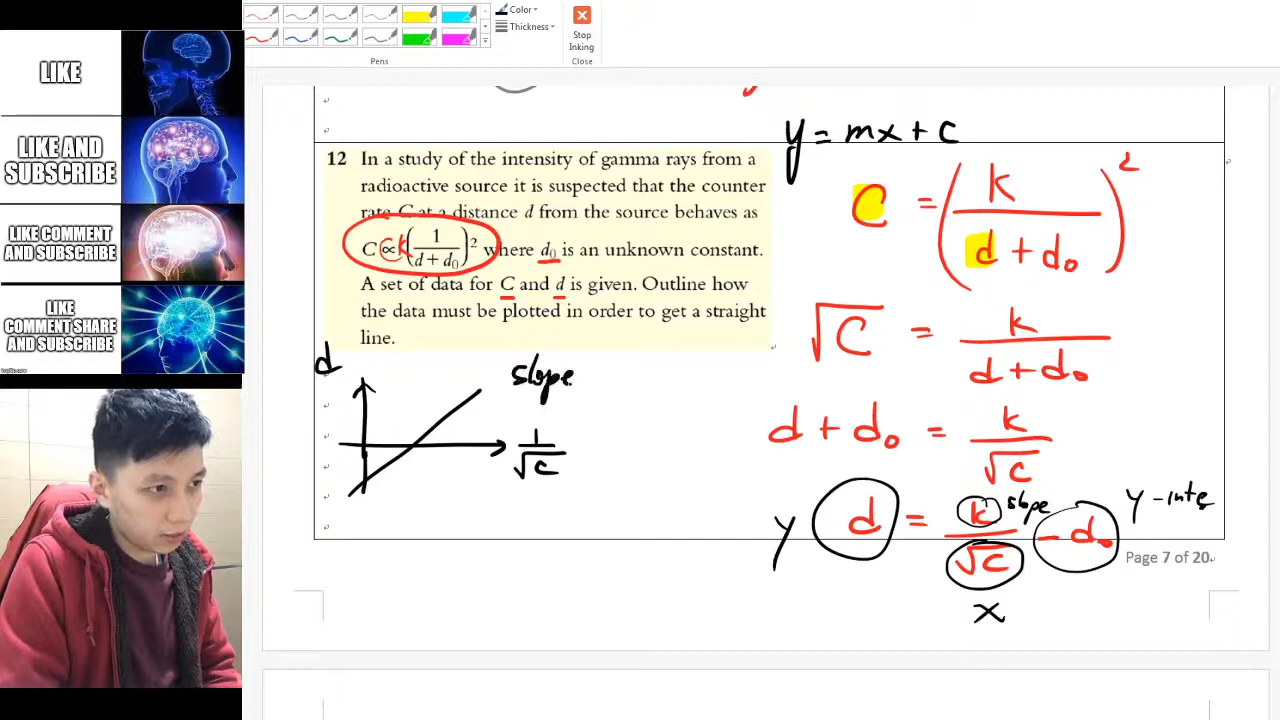 Color
Thickness
Stop
Inking
Pens
Close
LIKE
LIKE AND
SUBSCRIBE
LIKE COMMENT
AND SUBSCRIBE
LIKE
COMMENT SHARE
AND SUBSCRIBE
imgflip.com
12 In a study of the intensity of gamma rays from a
radioactive source it is suspected that the counter
rate C at a distance d from the source behaves as
C ∝ k(1/(d + d₀))² where d₀ is an unknown constant.
A set of data for C and d is given. Outline how
the data must be plotted in order to get a straight
line.
d
slope
1/√C
y = mx + c
C = (k/(d + d₀))²
√C = k/(d + d₀)
d + d₀ = k/√C
y d = k/√C - d₀
slope
y-inte
x
Page 7 of 20